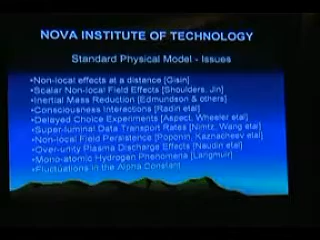 NOVA INSTITUTE OF TECHNOLOGY
Standard Physical Model - Issues
•Non-local effects at a distance [Gisin]
•Scalar Non-local Field Effects [Shoulders, Jin]
•Inertial Mass Reduction [Edmundson & others]
•Consciousness Interactions [Radin etal]
•Delayed Choice Experiments [Aspect, Wheeler etal]
•Super-luminal Data Transport Rates [Nimtz, Wang etal]
•Non-local Field Persistence [Poponin, Kaznacheev etal]
•Over-unity Plasma Discharge Effects [Naudin etal]
•Mono-atomic Hydrogen Phenomena [Langmuir]
•Fluctuations in the Alpha Constant